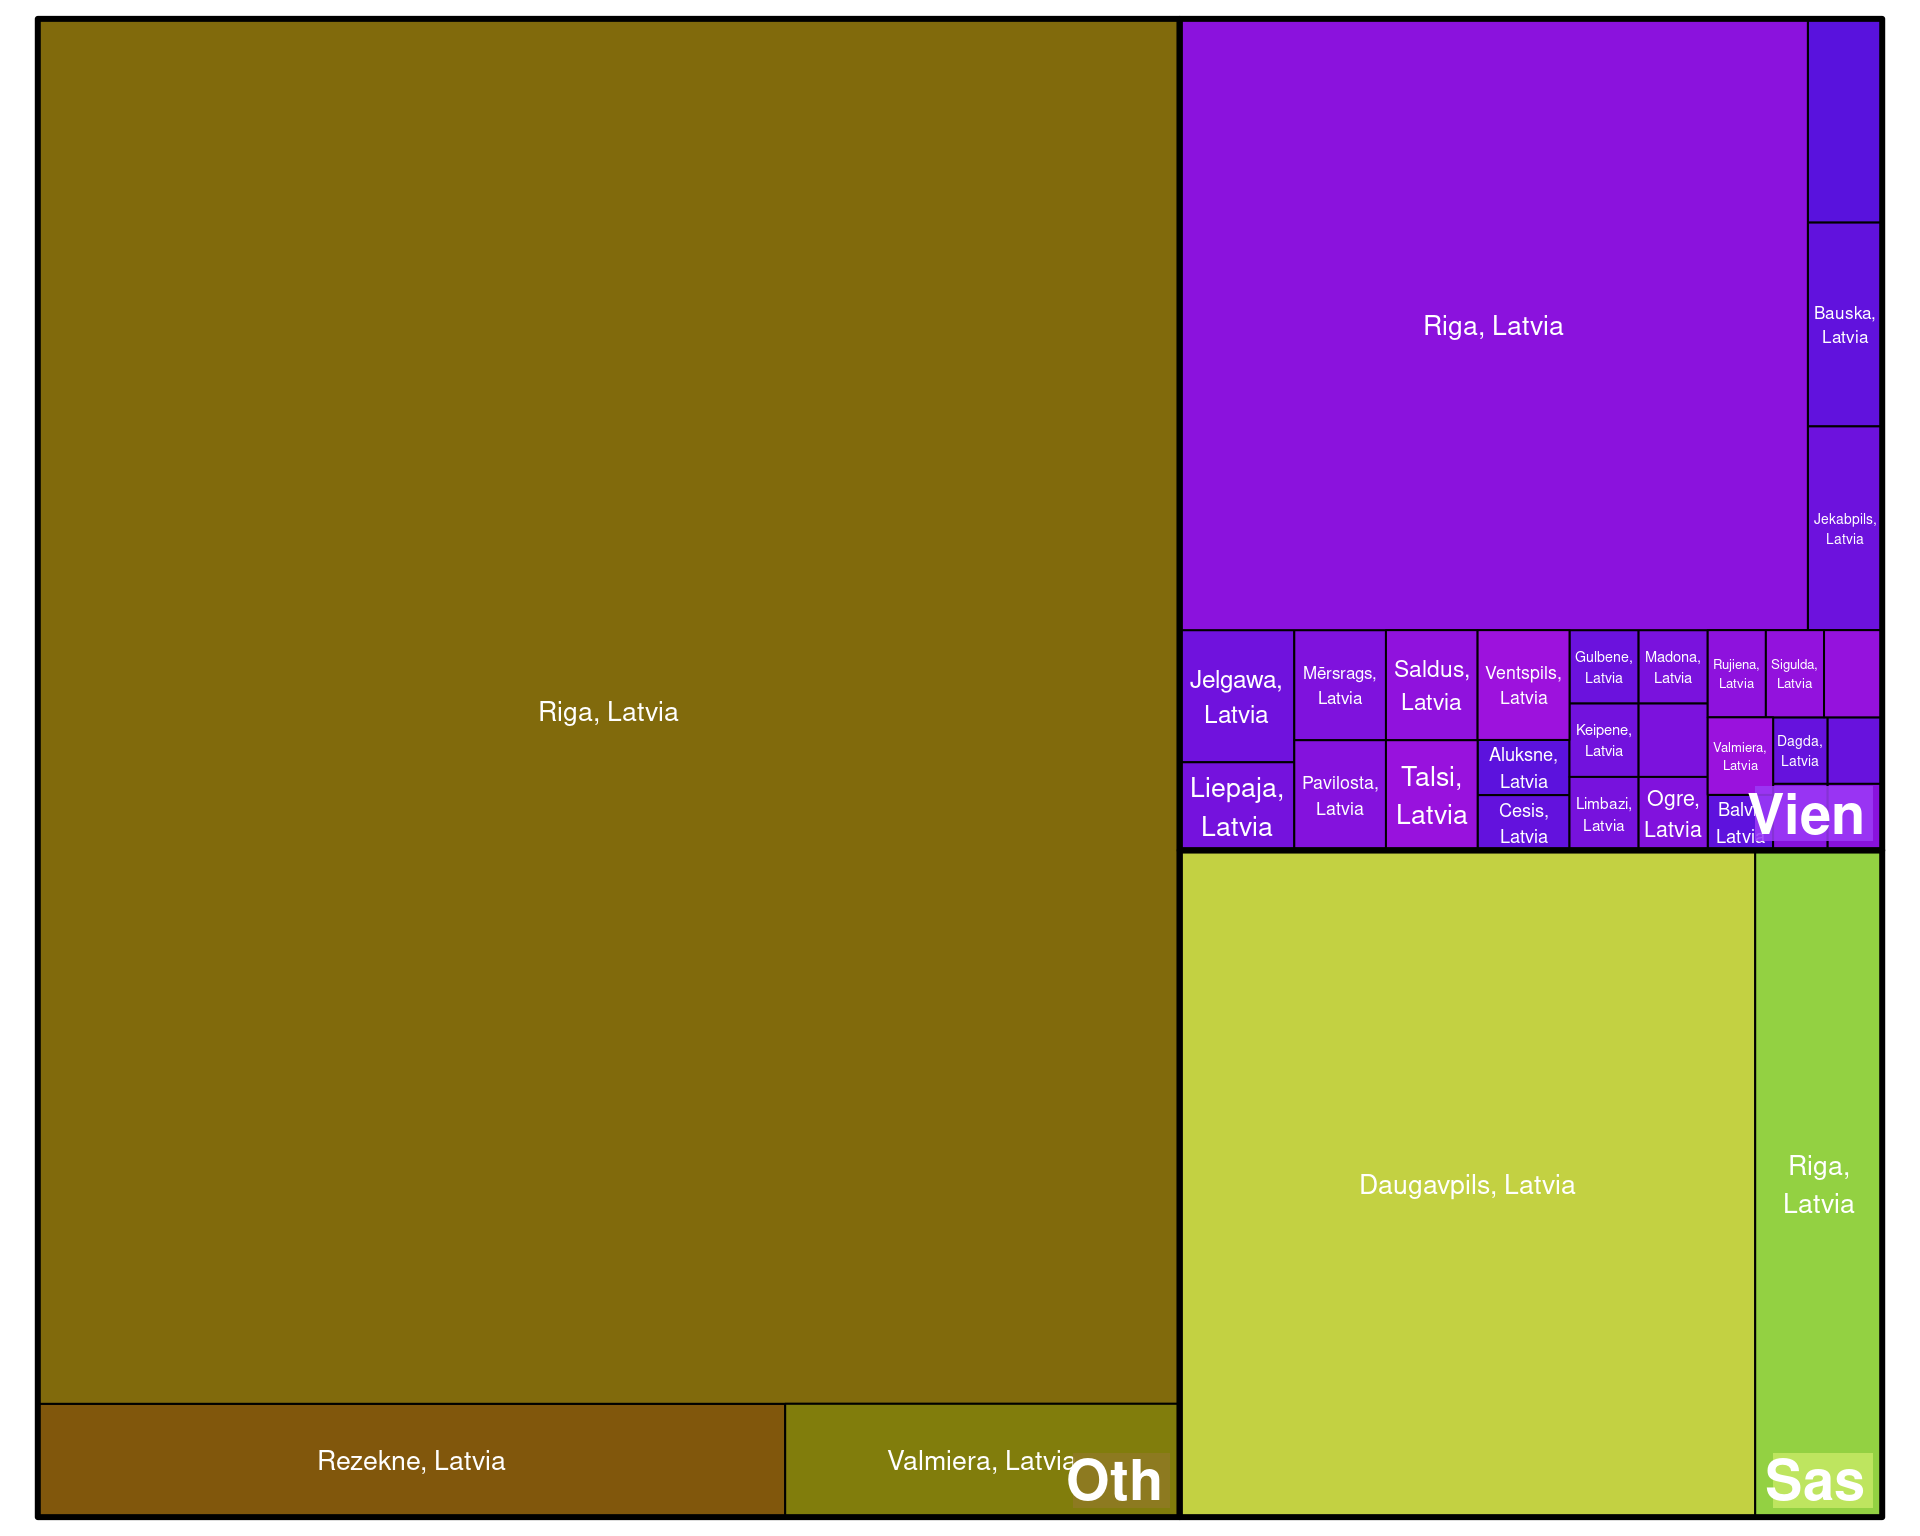 Riga, Latvia
Rezekne, Latvia
Valmiera, Latvia
Oth
Riga, Latvia
Bauska,
Latvia
Jekabpils,
Latvia
Jelgawa,
Latvia
Liepaja,
Latvia
Mērsrags,
Latvia
Pavilosta,
Latvia
Saldus,
Latvia
Talsi,
Latvia
Ventspils,
Latvia
Aluksne,
Latvia
Cesis,
Latvia
Gulbene,
Latvia
Keipene,
Latvia
Limbazi,
Latvia
Madona,
Latvia
Ogre,
Latvia
Rujiena,
Latvia
Sigulda,
Latvia
Valmiera,
Latvia
Dagda,
Latvia
Latvia
Vien
Daugavpils, Latvia
Riga,
Latvia
Sas